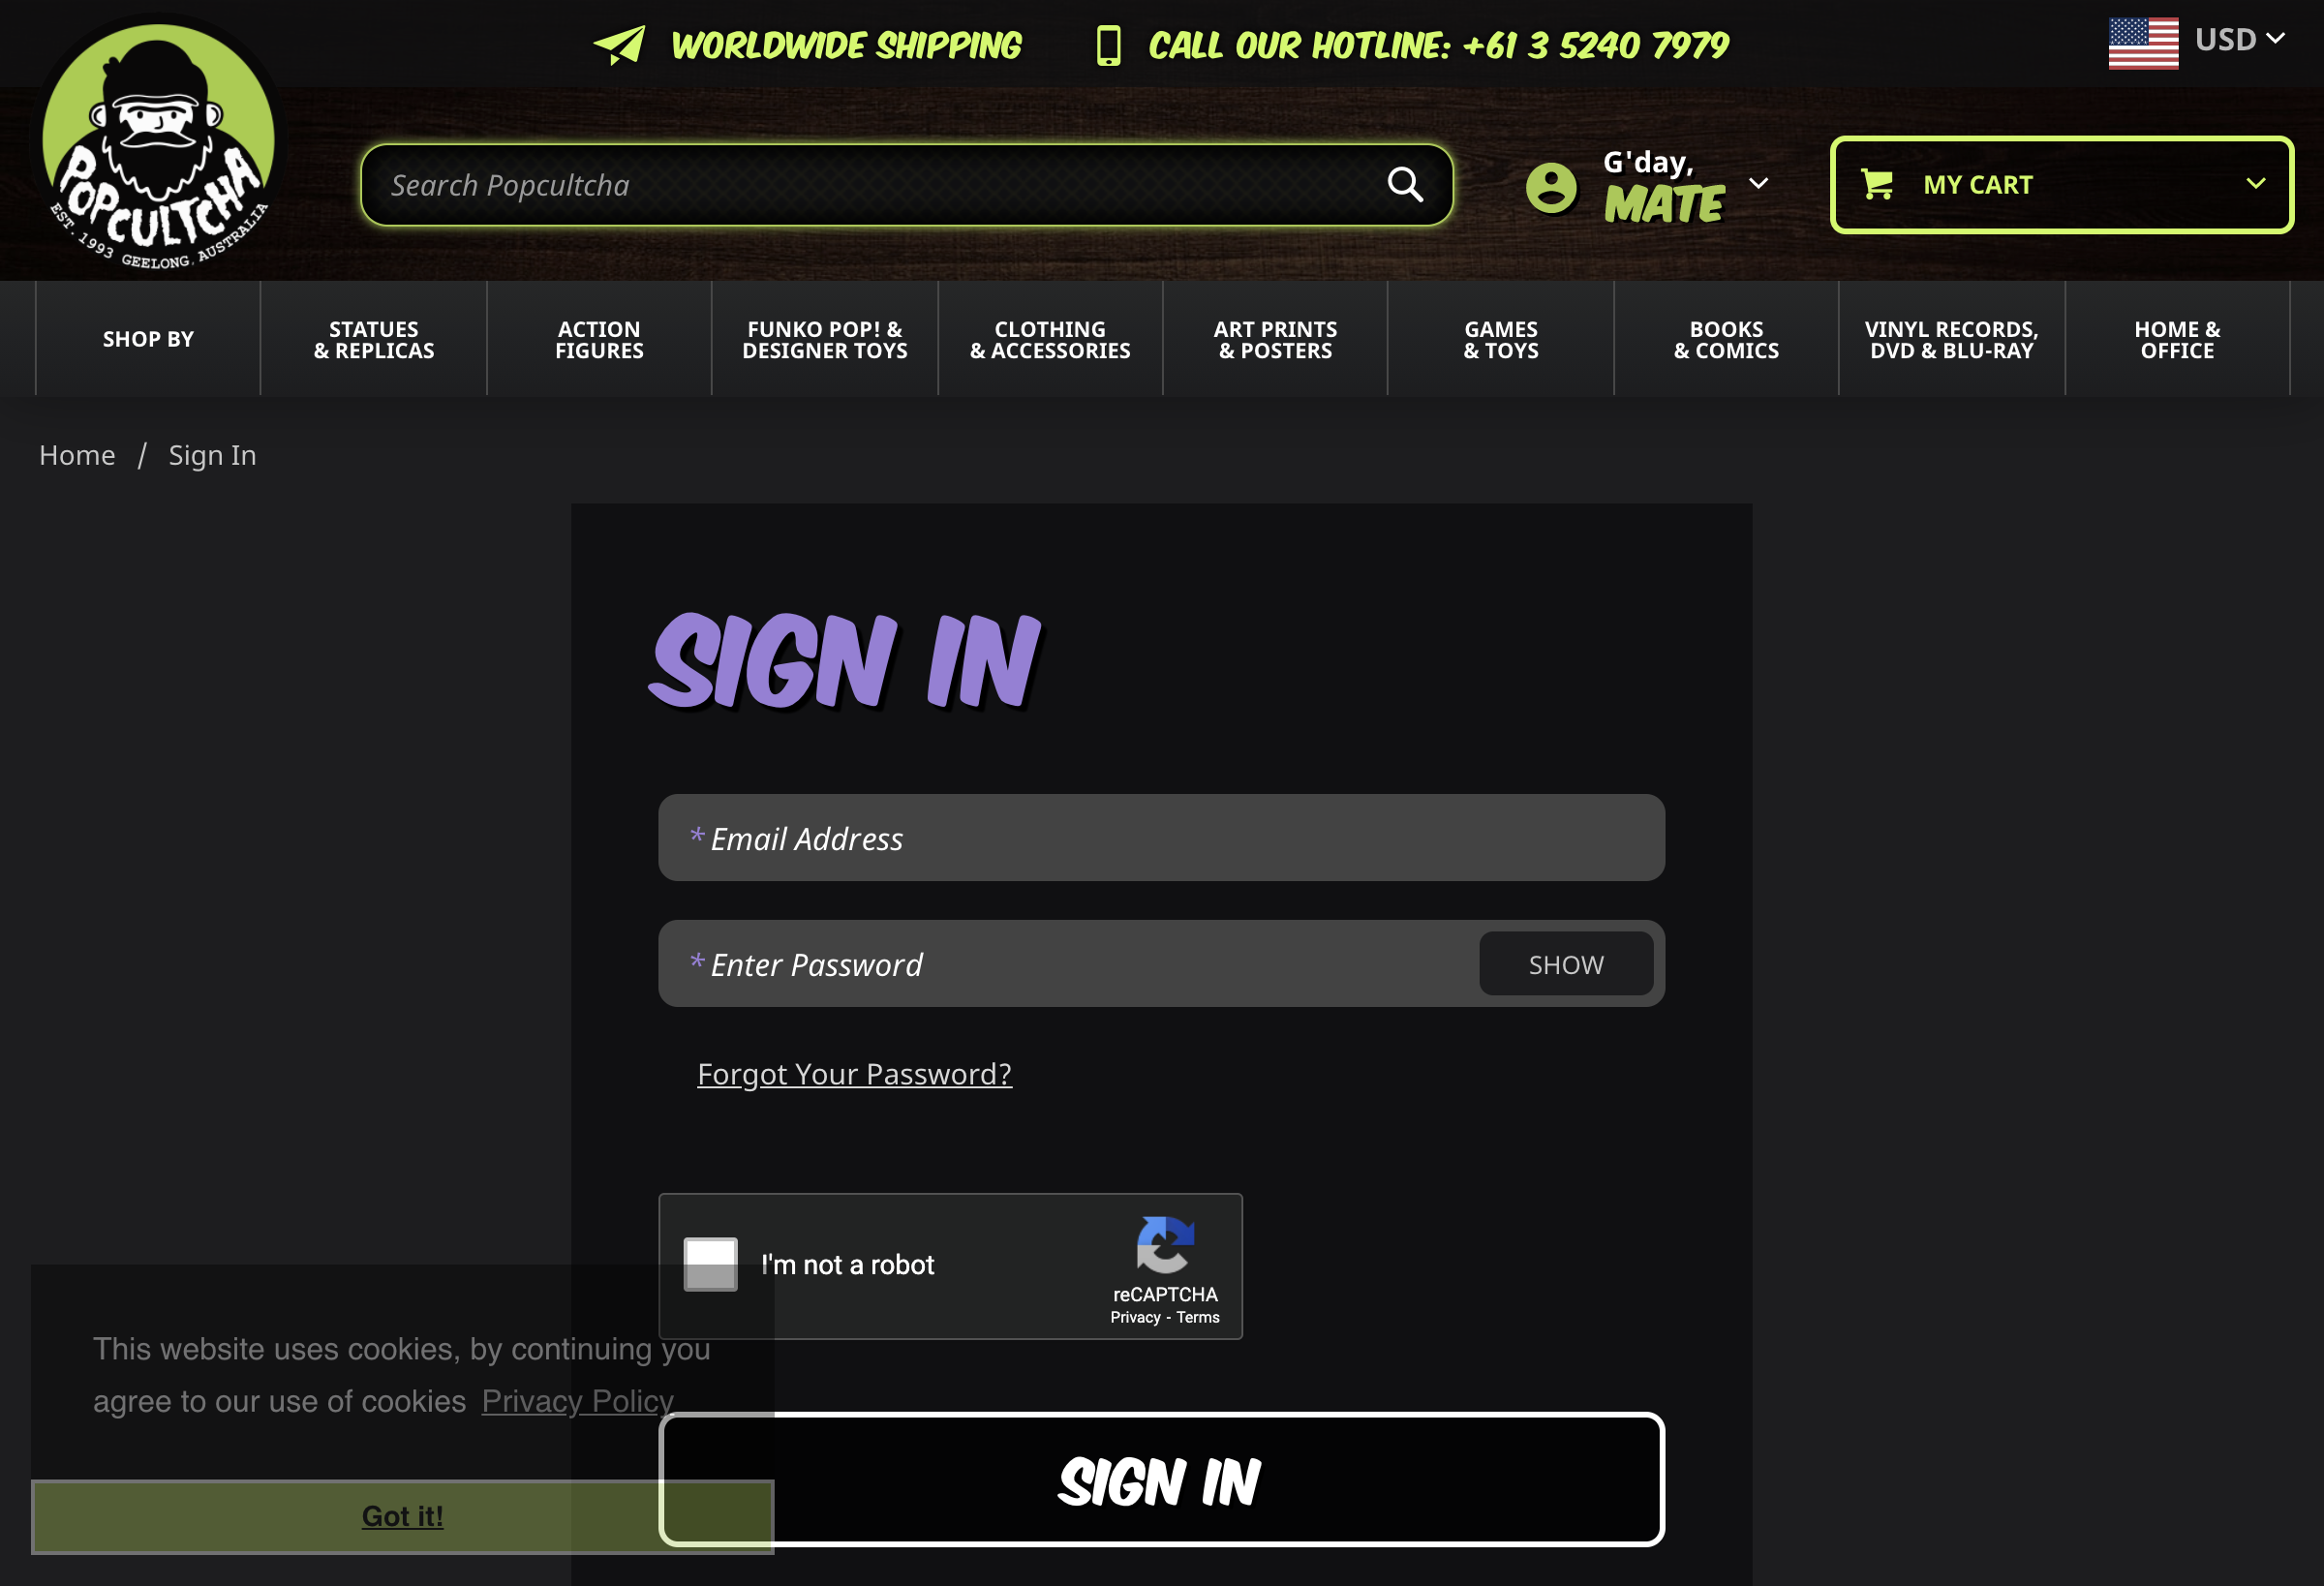 WORLDWIDE SHIPPING
CALL OUR HOTLINE: +61 3 5240 7979
USD
POPCULTCHA
EST. 1993 GEELONG, AUSTRALIA
Search Popcultcha
G'day,
MATE
MY CART
SHOP BY
STATUES
& REPLICAS
ACTION
FIGURES
FUNKO POP! &
DESIGNER TOYS
CLOTHING
& ACCESSORIES
ART PRINTS
& POSTERS
GAMES
& TOYS
BOOKS
& COMICS
VINYL RECORDS,
DVD & BLU-RAY
HOME &
OFFICE
Home / Sign In
SIGN IN
* Email Address
* Enter Password
SHOW
Forgot Your Password?
I'm not a robot
reCAPTCHA
Privacy - Terms
This website uses cookies, by continuing you
agree to our use of cookies Privacy Policy
Got it!
SIGN IN